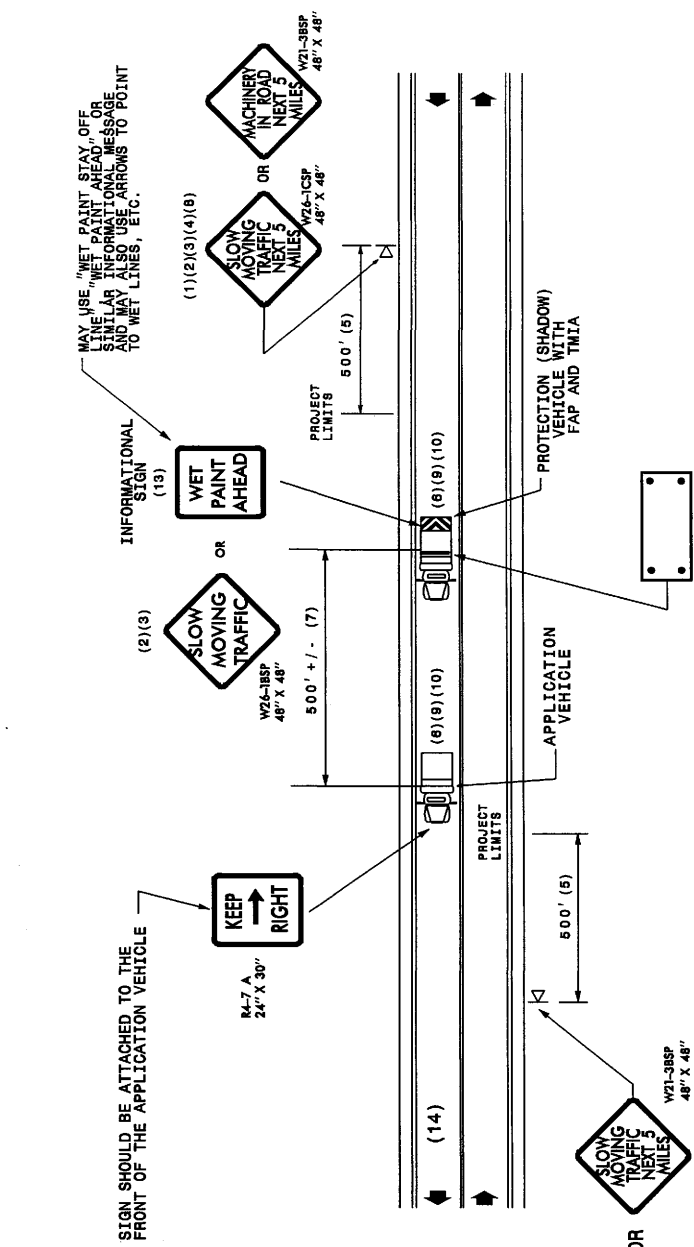 SIGN SHOULD BE ATTACHED TO THE
FRONT OF THE APPLICATION VEHICLE
KEEP
RIGHT
R4-7 A
24" X 30"
(2)(3)
SLOW
MOVING
TRAFFIC
W26-1BSP
48" X 48"
OR
INFORMATIONAL
SIGN
(13)
WET
PAINT
AHEAD
MAY USE "WET PAINT STAY OFF
LINE", "WET PAINT AHEAD", OR
SIMILAR INFORMATIONAL MESSAGE
AND MAY ALSO USE ARROWS TO POINT
TO WET LINES, ETC.
(1)(2)(3)(4)(8)
SLOW
MOVING
TRAFFIC
NEXT 5
MILES
W26-1CSP
48" X 48"
OR
MACHINERY
IN ROAD
NEXT 5
MILES
W21-3BSP
48" X 48"
500' +/- (7)
PROJECT
LIMITS
500' (5)
(14)
(6)(9)(10)
(6)(9)(10)
PROJECT
LIMITS
500' (5)
APPLICATION
VEHICLE
PROTECTION (SHADOW)
VEHICLE WITH
FAP AND TMIA
OR
SLOW
MOVING
TRAFFIC
NEXT 5
MILES
W21-3BSP
48" X 48"